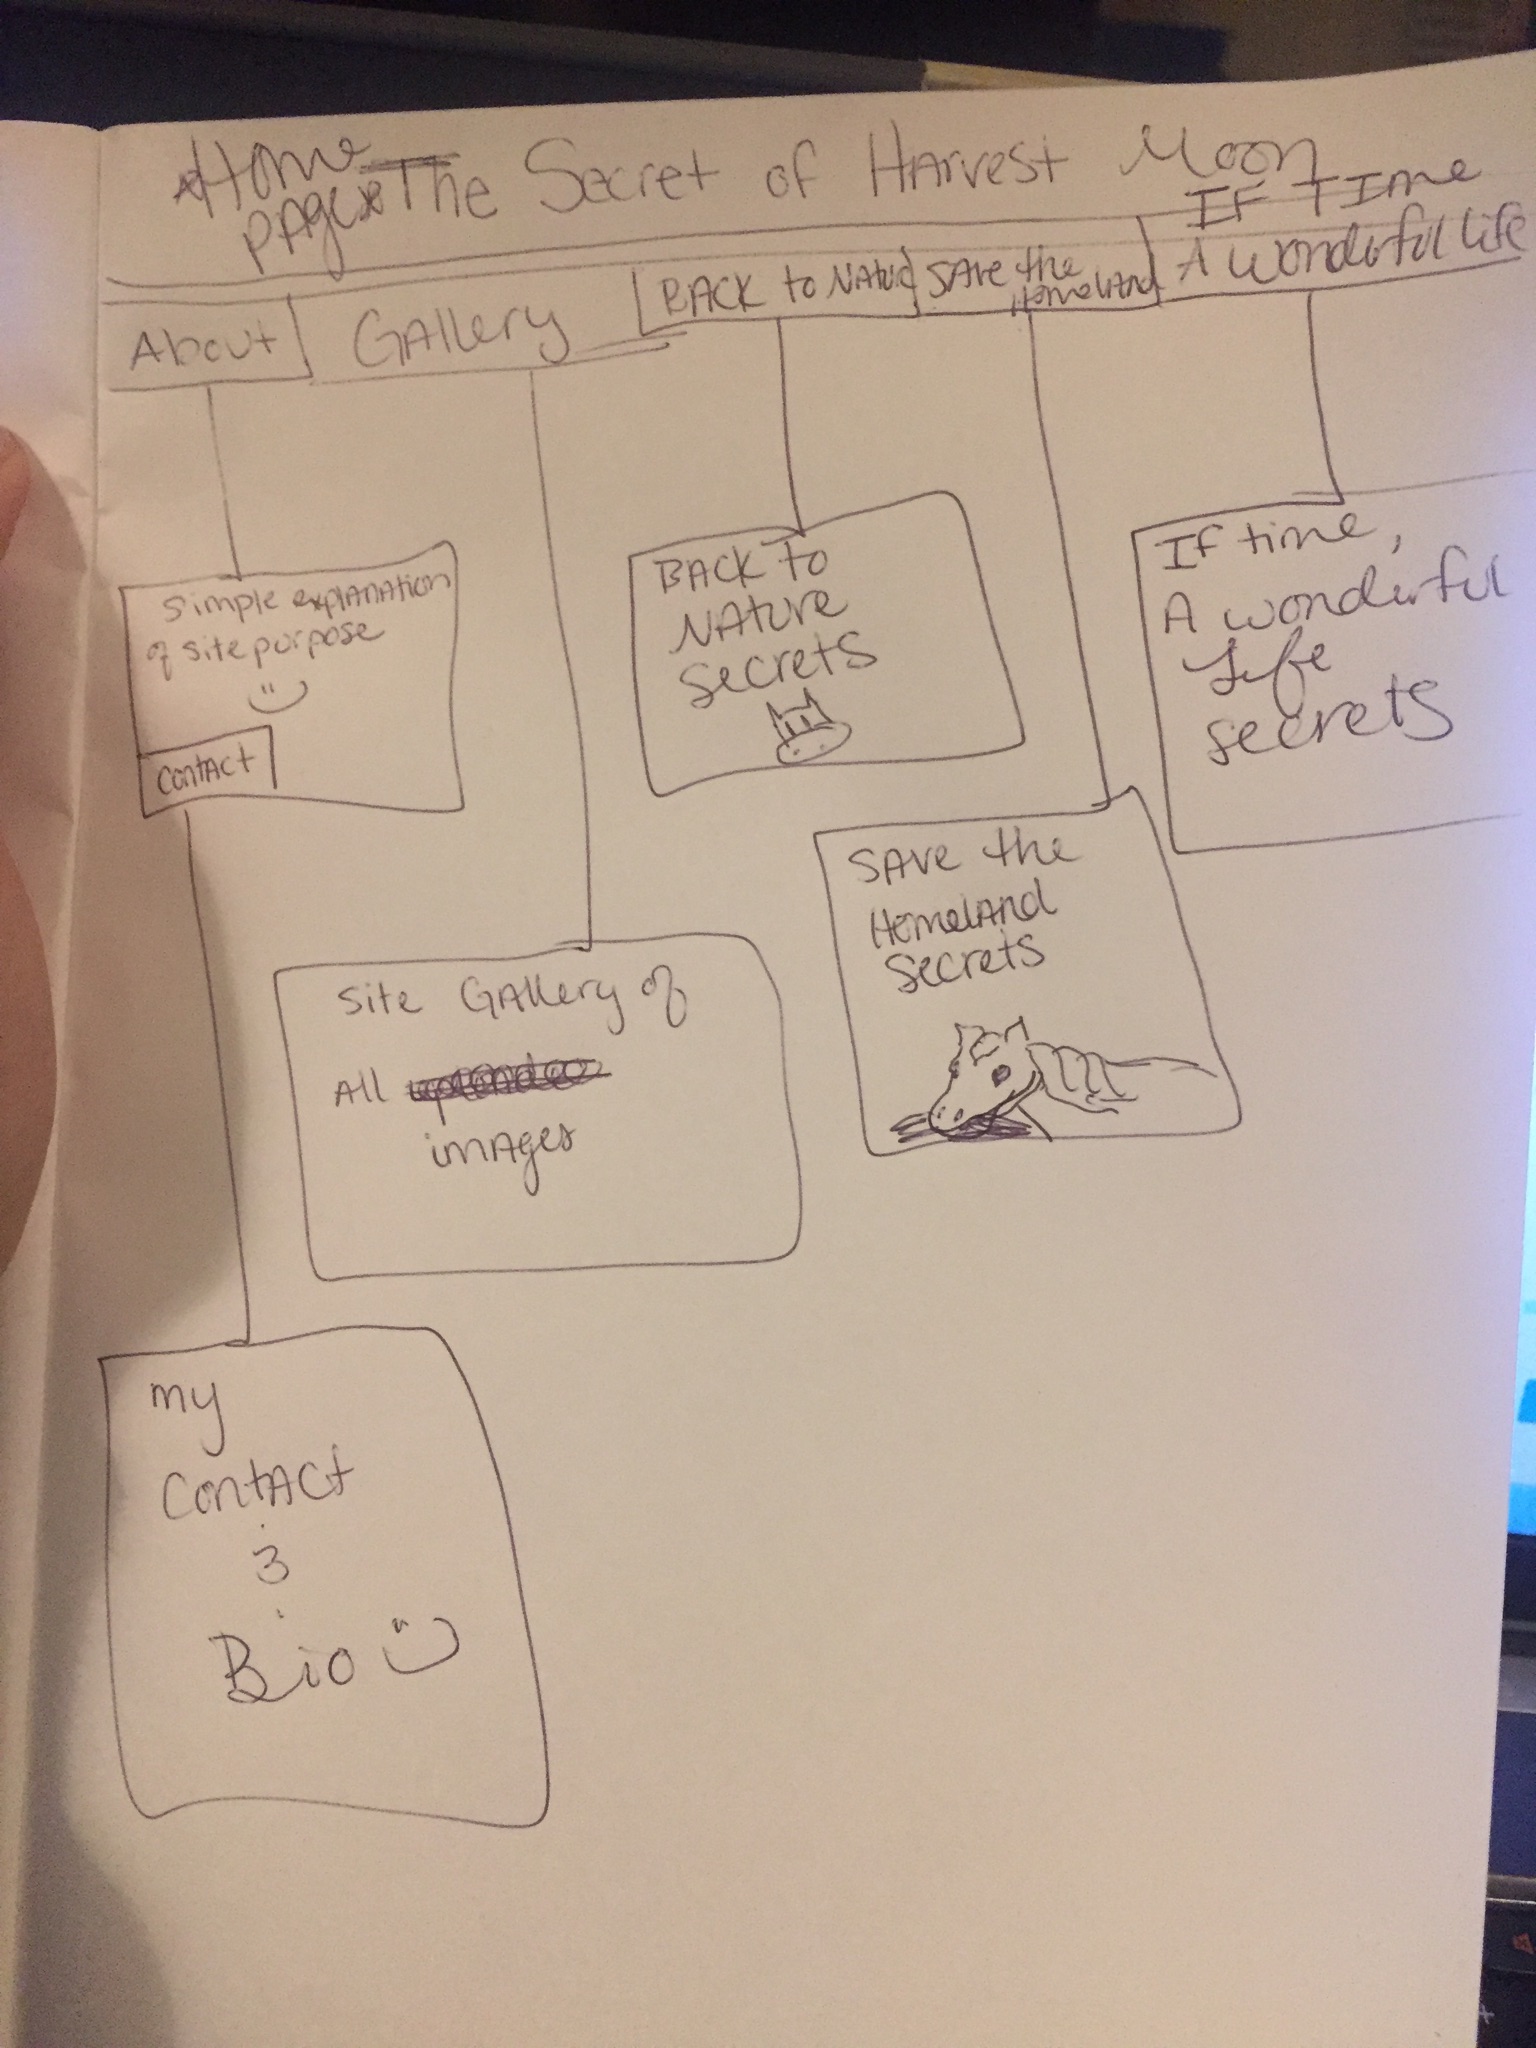 *Home
Page* The Secret of Harvest Moon
About
Gallery
Back to Nature
Save the
Homeland
IF TIME
A Wonderful Life
simple explanation
of site purpose
contact
Back to
Nature
secrets
If time,
A wonderful
Life
secrets
Save the
Homeland
secrets
Site Gallery of
All
images
my
contact
&
Bio